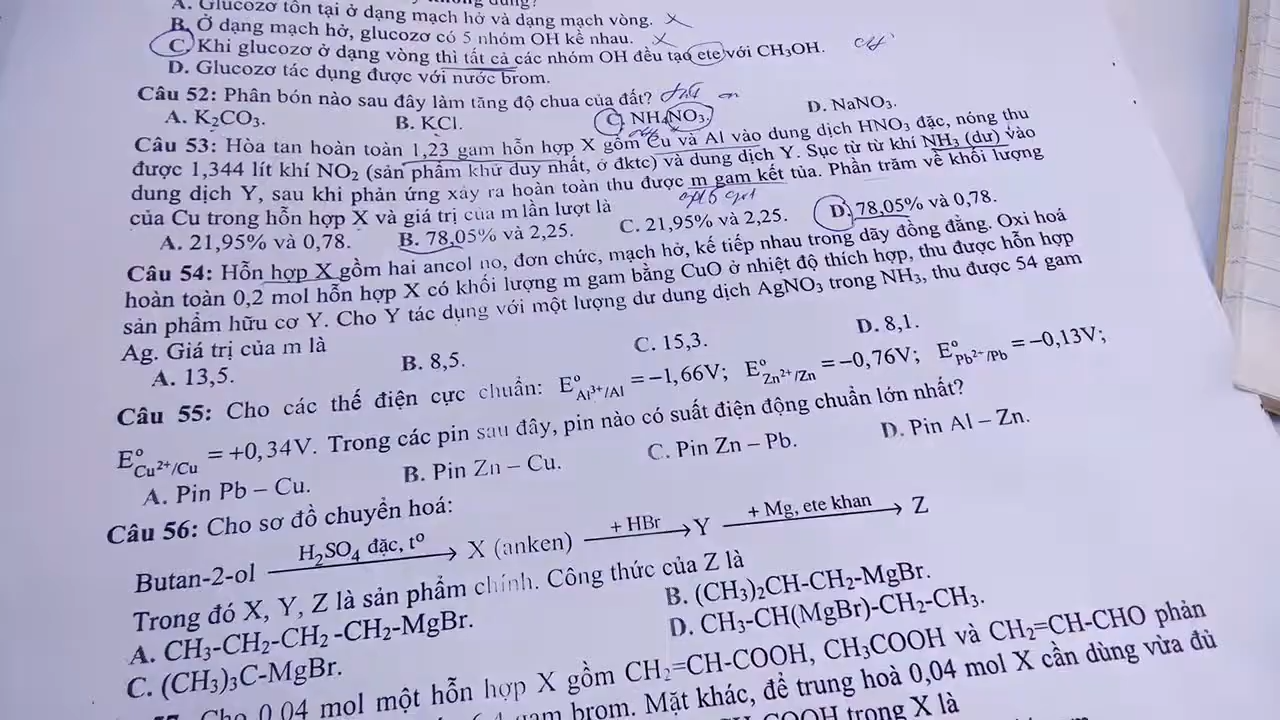 A. Glucozơ tồn tại ở dạng mạch hở và dạng mạch vòng.
B. Ở dạng mạch hở, glucozơ có 5 nhóm OH kề nhau.
C. Khi glucozơ ở dạng vòng thì tất cả các nhóm OH đều tạo ete với CH₃OH.
D. Glucozơ tác dụng được với nước brom.
Câu 52: Phân bón nào sau đây làm tăng độ chua của đất?
A. K₂CO₃. B. KCl. C. NH₄NO₃. D. NaNO₃.
Câu 53: Hòa tan hoàn toàn 1,23 gam hỗn hợp X gồm Cu và Al vào dung dịch HNO₃ đặc, nóng thu
được 1,344 lít khí NO₂ (sản phẩm khử duy nhất, ở đktc) và dung dịch Y. Sục từ từ khí NH₃ (dư) vào
dung dịch Y, sau khi phản ứng xảy ra hoàn toàn thu được m gam kết tủa. Phần trăm về khối lượng
của Cu trong hỗn hợp X và giá trị của m lần lượt là
A. 21,95% và 0,78. B. 78,05% và 2,25. C. 21,95% và 2,25. D. 78,05% và 0,78.
Câu 54: Hỗn hợp X gồm hai ancol no, đơn chức, mạch hở, kế tiếp nhau trong dãy đồng đẳng. Oxi hoá
hoàn toàn 0,2 mol hỗn hợp X có khối lượng m gam bằng CuO ở nhiệt độ thích hợp, thu được hỗn hợp
sản phẩm hữu cơ Y. Cho Y tác dụng với một lượng dư dung dịch AgNO₃ trong NH₃, thu được 54 gam
Ag. Giá trị của m là
A. 13,5. B. 8,5. C. 15,3. D. 8,1.
Câu 55: Cho các thế điện cực chuẩn: E°Al³⁺/Al = −1,66V; E°Zn²⁺/Zn = −0,76V; E°Pb²⁺/Pb = −0,13V;
E°Cu²⁺/Cu = +0,34V. Trong các pin sau đây, pin nào có suất điện động chuẩn lớn nhất?
A. Pin Pb – Cu. B. Pin Zn – Cu. C. Pin Zn – Pb. D. Pin Al – Zn.
Câu 56: Cho sơ đồ chuyển hoá:
Butan-2-ol H₂SO₄ đặc, t° → X (anken) + HBr → Y + Mg, ete khan → Z
Trong đó X, Y, Z là sản phẩm chính. Công thức của Z là
A. CH₃-CH₂-CH₂ -CH₂-MgBr. B. (CH₃)₂CH-CH₂-MgBr.
C. (CH₃)₃C-MgBr. D. CH₃-CH(MgBr)-CH₂-CH₃.
Cho 0,04 mol một hỗn hợp X gồm CH₂=CH-COOH, CH₃COOH và CH₂=CH-CHO phản
gam brom. Mặt khác, để trung hoà 0,04 mol X cần dùng vừa đủ
COOH trong X là